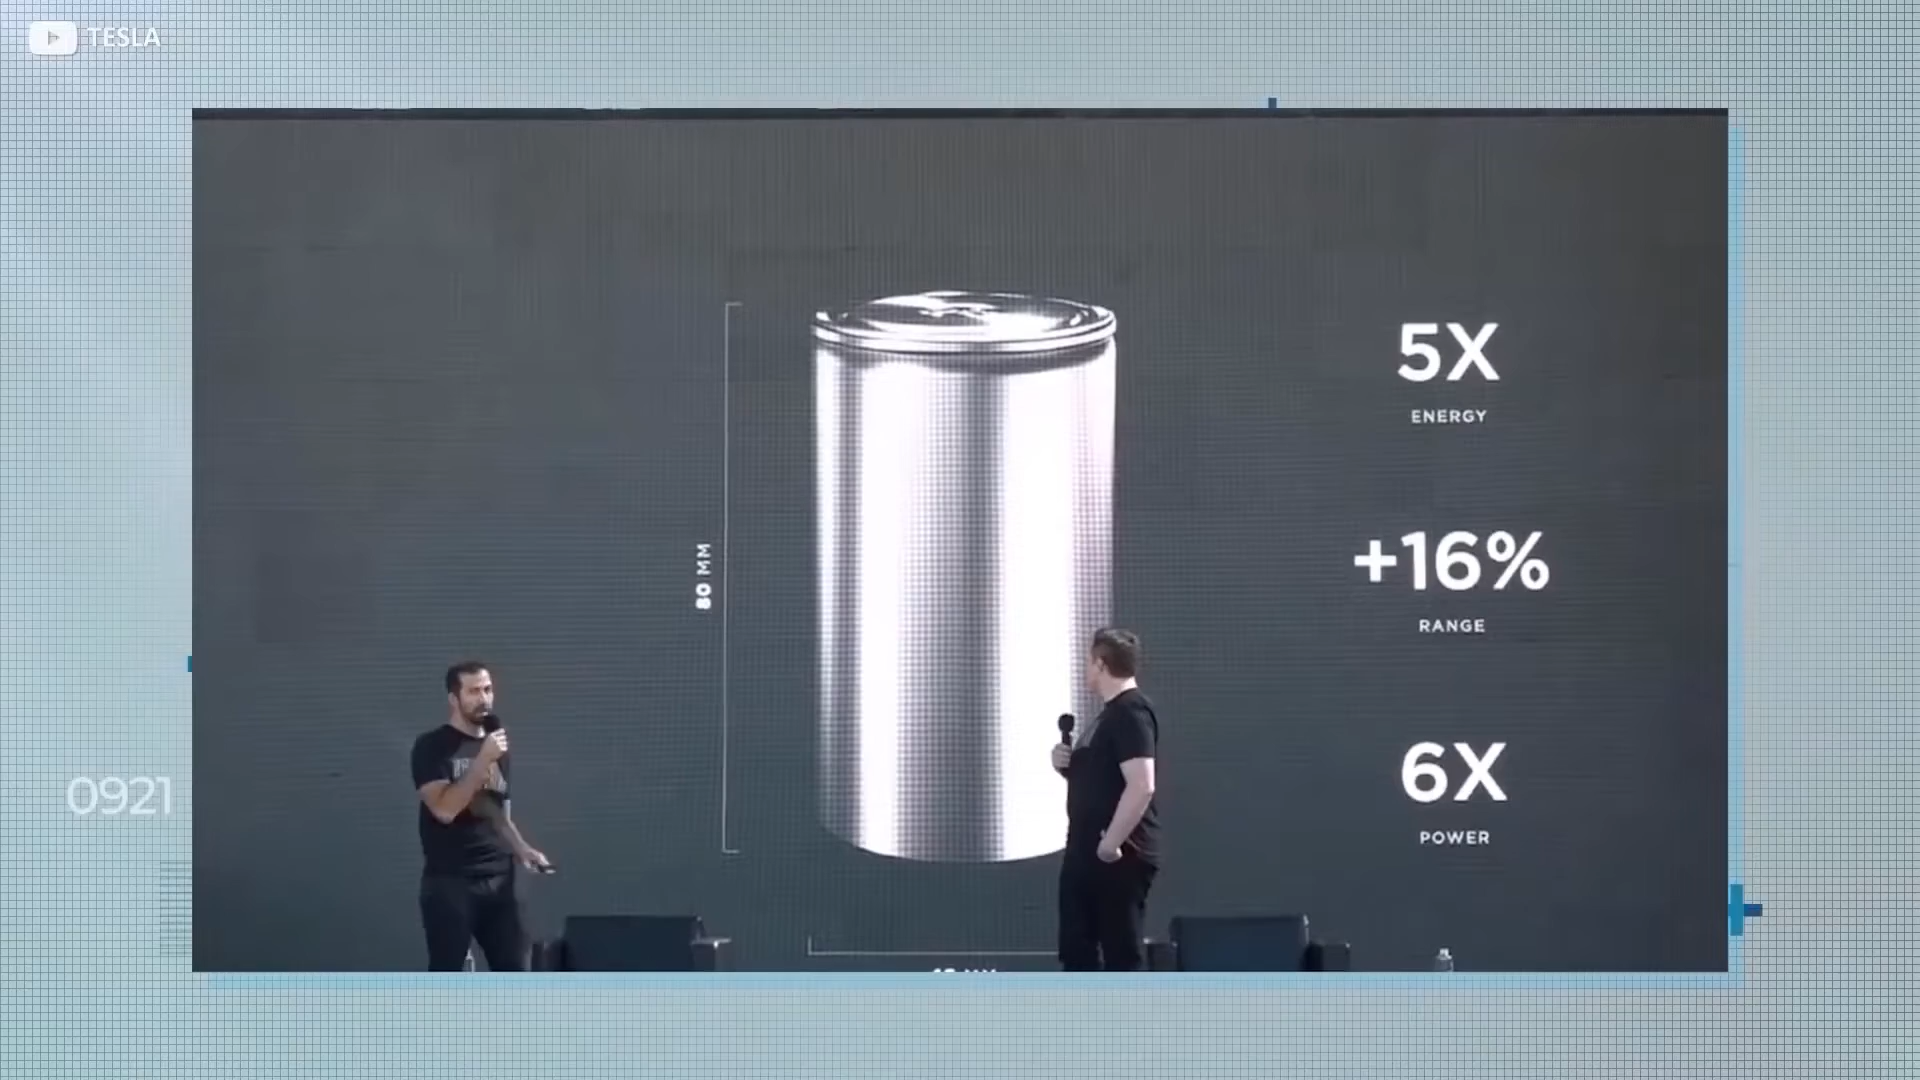 TESLA
5X
ENERGY
+16%
RANGE
80 MM
6X
POWER
0921